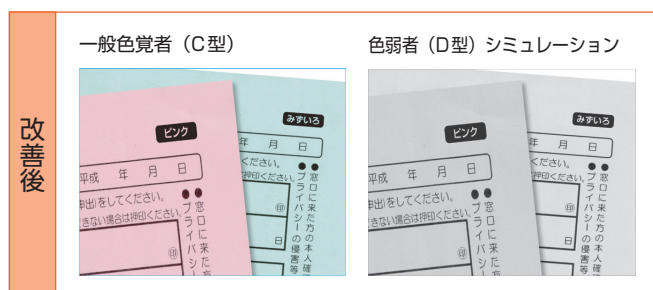 改善後
一般色覚者（C型）
ピンク
みずいろ
年 月 日
ください。
は押印ください。
平成 年 月 日
申出)をしてください。
できない場合は押印ください。
●窓口に来た方
●プライバシー
㊞
●窓口に来た方の本人確
●プライバシーの侵害等
㊞
日
色弱者（D型）シミュレーション
ピンク
みずいろ
年 月 日
ください。
は押印ください。
平成 年 月 日
申出)をしてください。
できない場合は押印ください。
●窓口に来た方
●プライバシー
㊞
●窓口に来た方の本人確
●プライバシーの侵害等
㊞
日